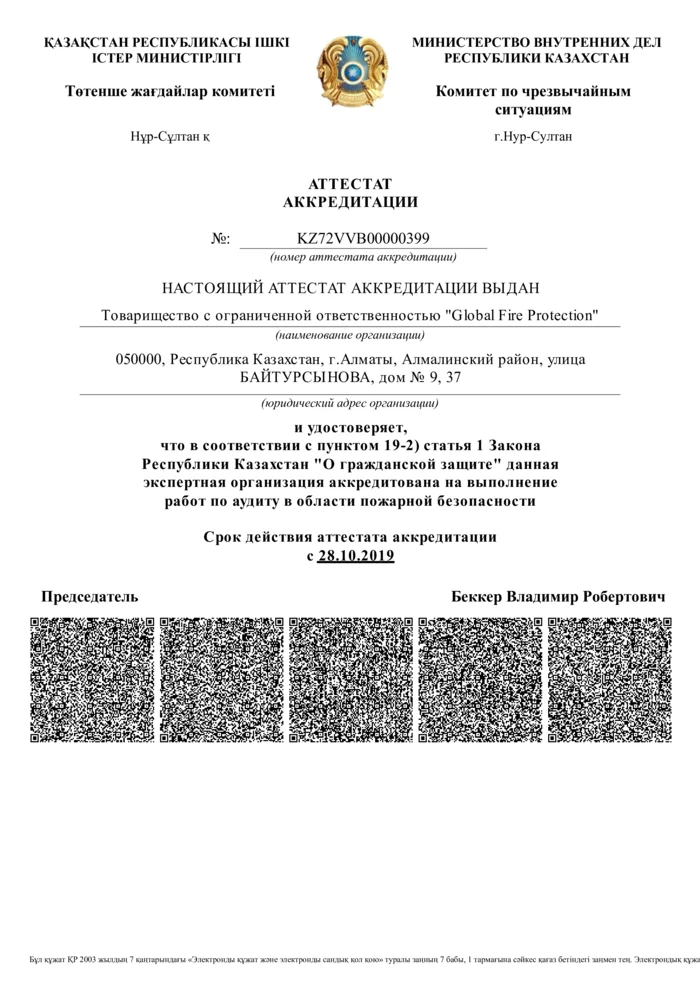 ҚАЗАҚСТАН РЕСПУБЛИКАСЫ ІШКІ
ІСТЕР МИНИСТІРЛІГІ
Төтенше жағдайлар комитеті
Нұр-Сұлтан қ
МИНИСТЕРСТВО ВНУТРЕННИХ ДЕЛ
РЕСПУБЛИКИ КАЗАХСТАН
Комитет по чрезвычайным
ситуациям
г.Нур-Султан
АТТЕСТАТ
АККРЕДИТАЦИИ
№: KZ72VVB00000399
(номер аттестата аккредитации)
НАСТОЯЩИЙ АТТЕСТАТ АККРЕДИТАЦИИ ВЫДАН
Товарищество с ограниченной ответственностью "Global Fire Protection"
(наименование организации)
050000, Республика Казахстан, г.Алматы, Алмалинский район, улица
БАЙТУРСЫНОВА, дом № 9, 37
(юридический адрес организации)
и удостоверяет,
что в соответствии с пунктом 19-2) статья 1 Закона
Республики Казахстан "О гражданской защите" данная
экспертная организация аккредитована на выполнение
работ по аудиту в области пожарной безопасности
Срок действия аттестата аккредитации
с 28.10.2019
Председатель Беккер Владимир Робертович
Бұл құжат ҚР 2003 жылдың 7 қаңтарындағы «Электронды құжат және электронды сандық қол қою» туралы заңның 7 бабы, 1 тармағына сәйкес қағаз бетіндегі заңмен тең. Электрондық құжа